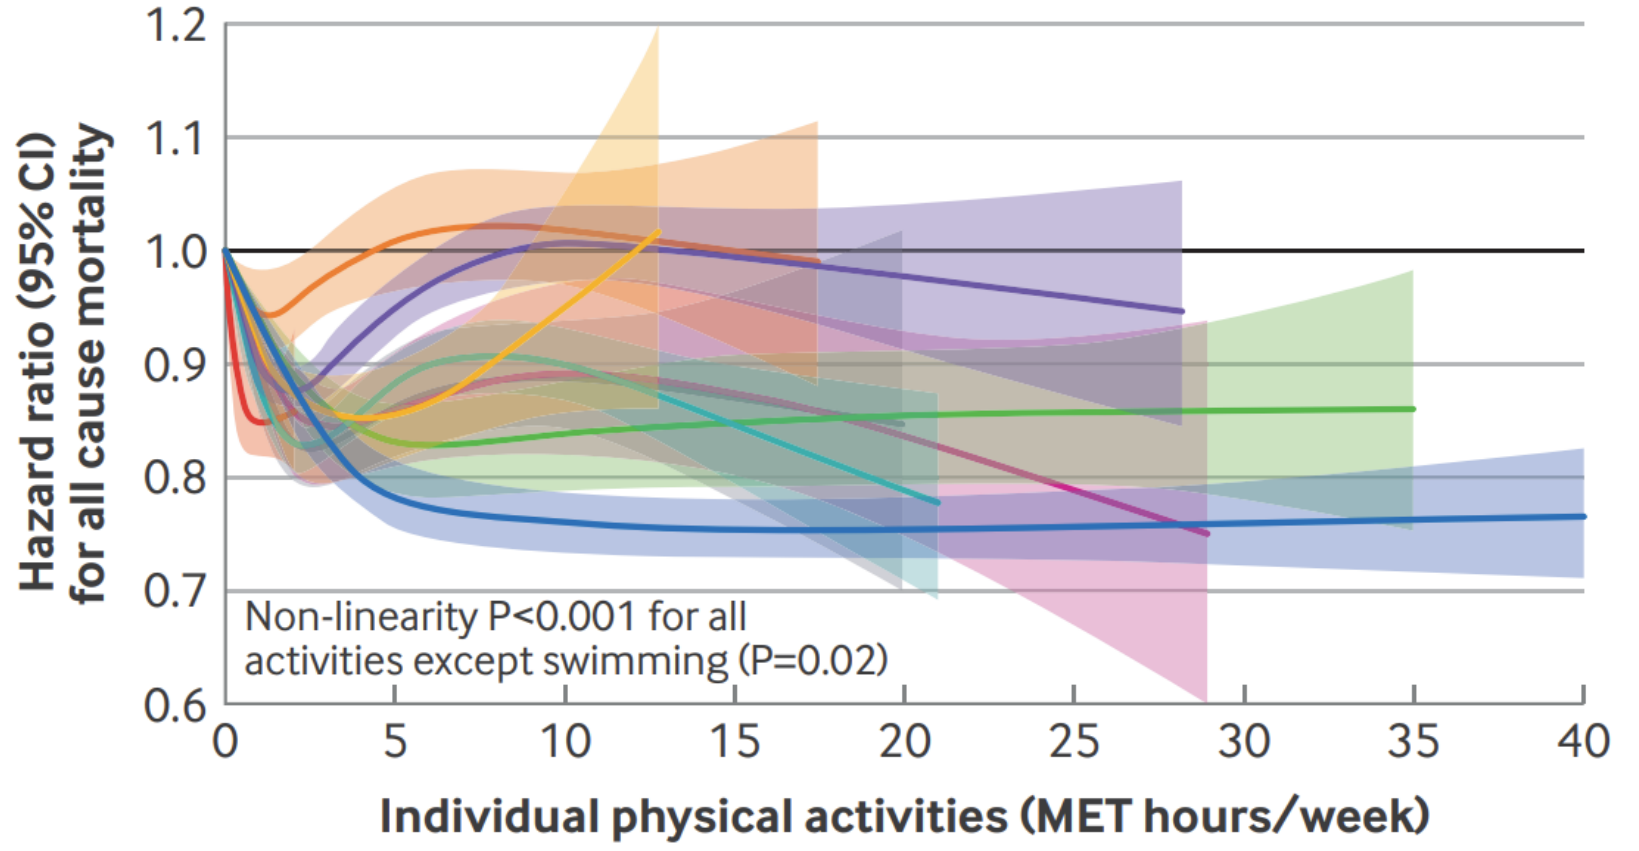 Hazard ratio (95% CI)
for all cause mortality
1.2
1.1
1.0
0.9
0.8
0.7
0.6
Non-linearity P<0.001 for all
activities except swimming (P=0.02)
0 5 10 15 20 25 30 35 40
Individual physical activities (MET hours/week)